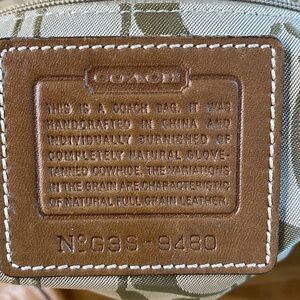 COACH
THIS IS A COACH BAG. IT WAS
HANDCRAFTED IN CHINA AND
INDIVIDUALLY BURNISHED OF
COMPLETELY NATURAL GLOVE-
TANNED COWHIDE, THE VARIATIONS
IN THE GRAIN ARE CHARACTERISTIC
OF NATURAL FULL GRAIN LEATHER.
Nº G3S-9480